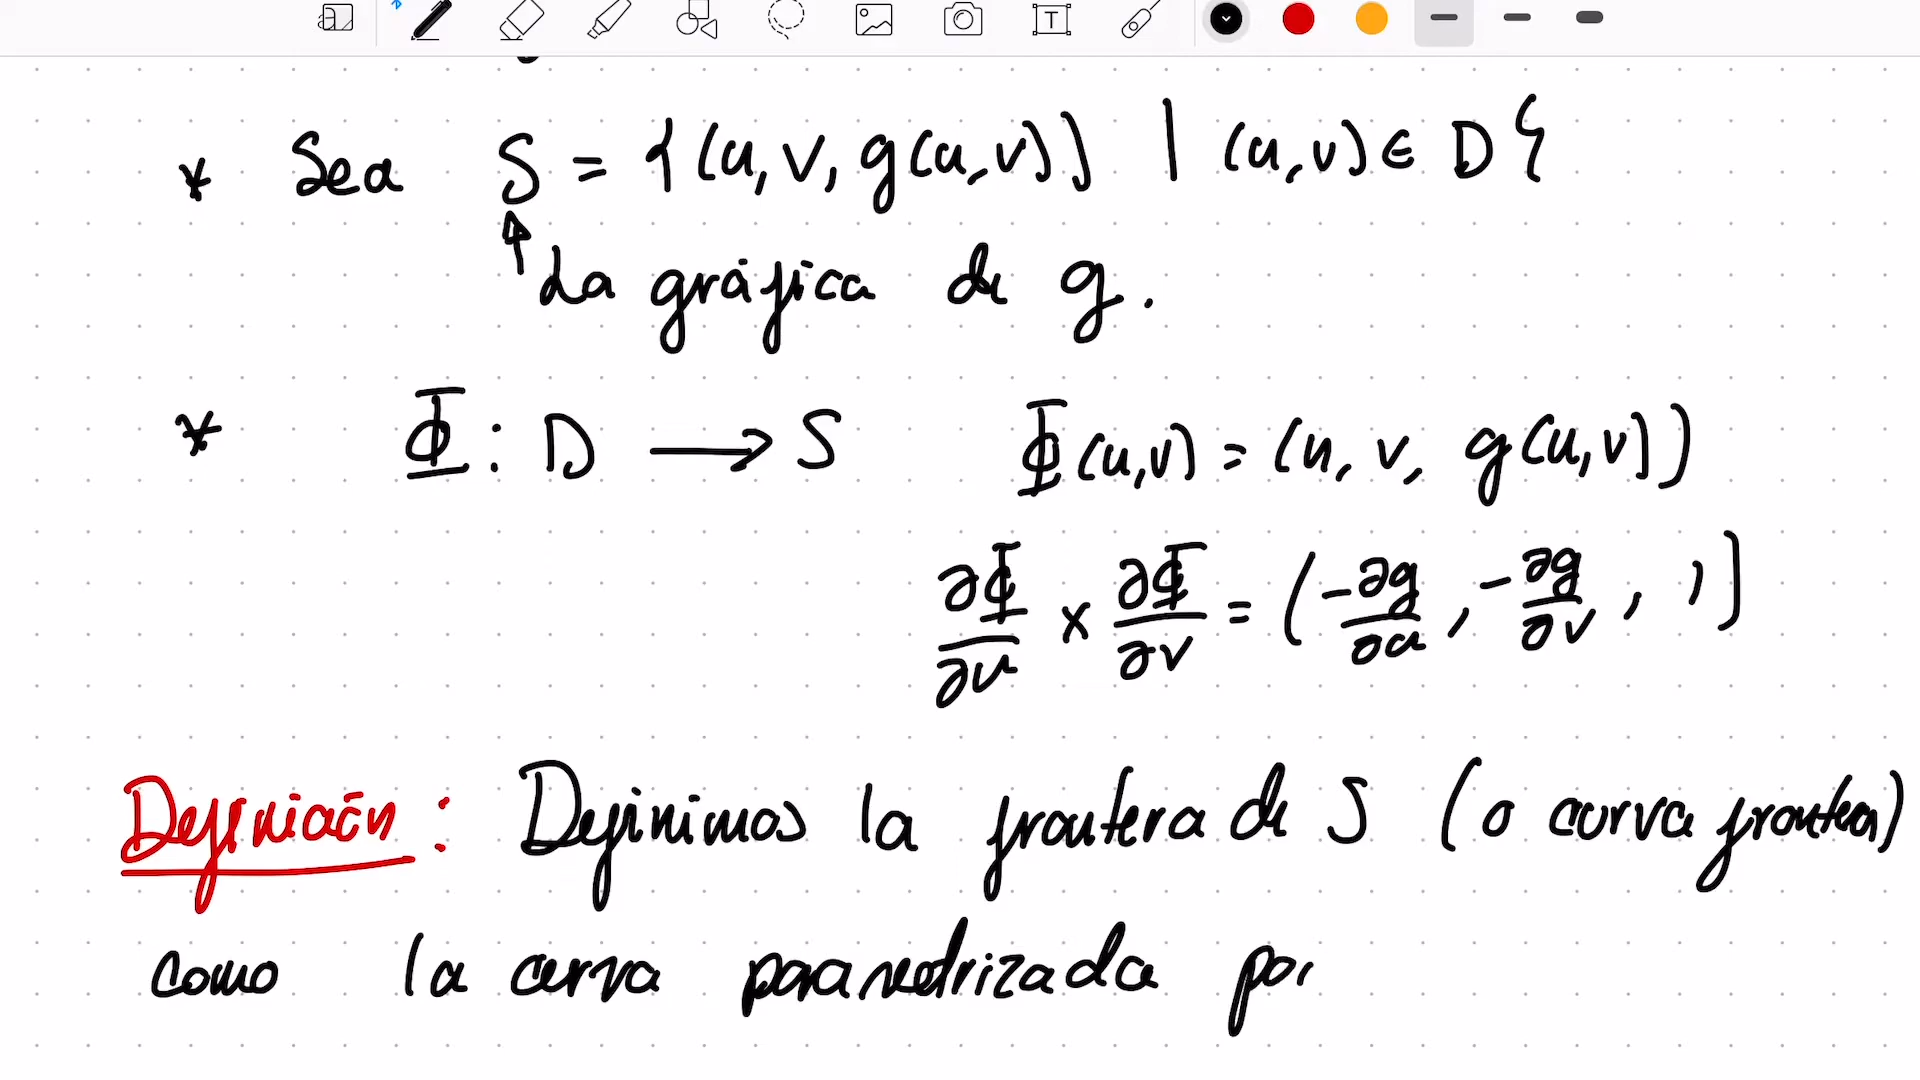 * Sea S = {(u, v, g(u,v)) | (u,v) ∈ D}
La gráfica de g.
* Φ : D ⟶ S Φ(u,v) = (u, v, g(u,v))
∂Φ/∂u × ∂Φ/∂v = (-∂g/∂u, -∂g/∂v, 1)
Definición: Definimos la frontera de S (o curva frontera)
como la curva parametrizada por